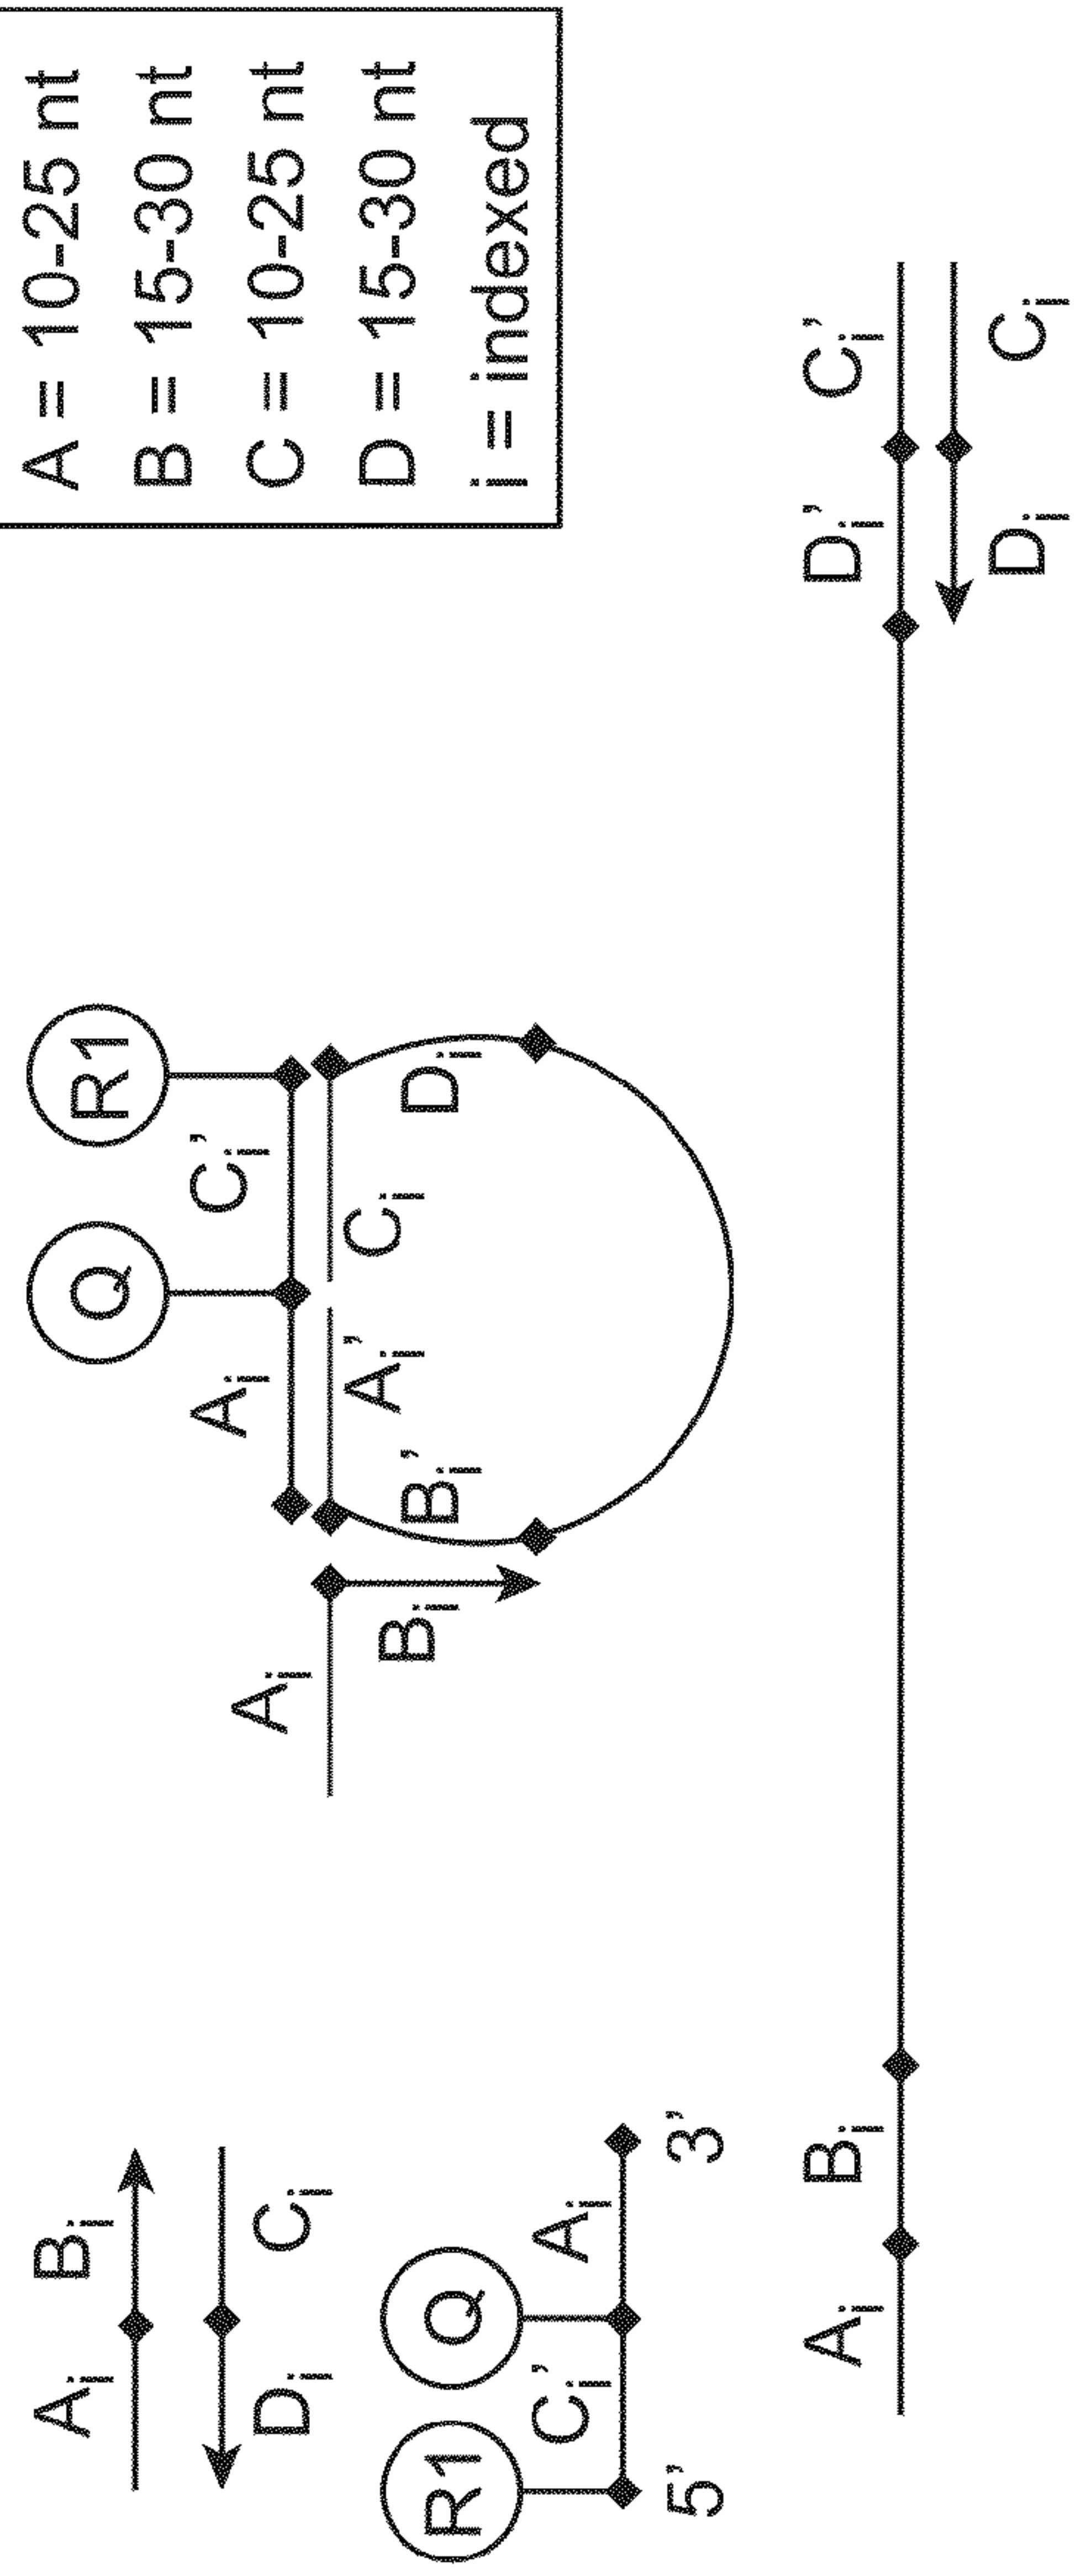 Aᵢ Bᵢ
Dᵢ Cᵢ
R1 Q
Cᵢ' Aᵢ
5' 3'
Q R1
Aᵢ Cᵢ'
Aᵢ Aᵢ' Cᵢ
Bᵢ Bᵢ' Dᵢ
A = 10-25 nt
B = 15-30 nt
C = 10-25 nt
D = 15-30 nt
i = indexed
Aᵢ Bᵢ Dᵢ' Cᵢ'
Dᵢ Cᵢ